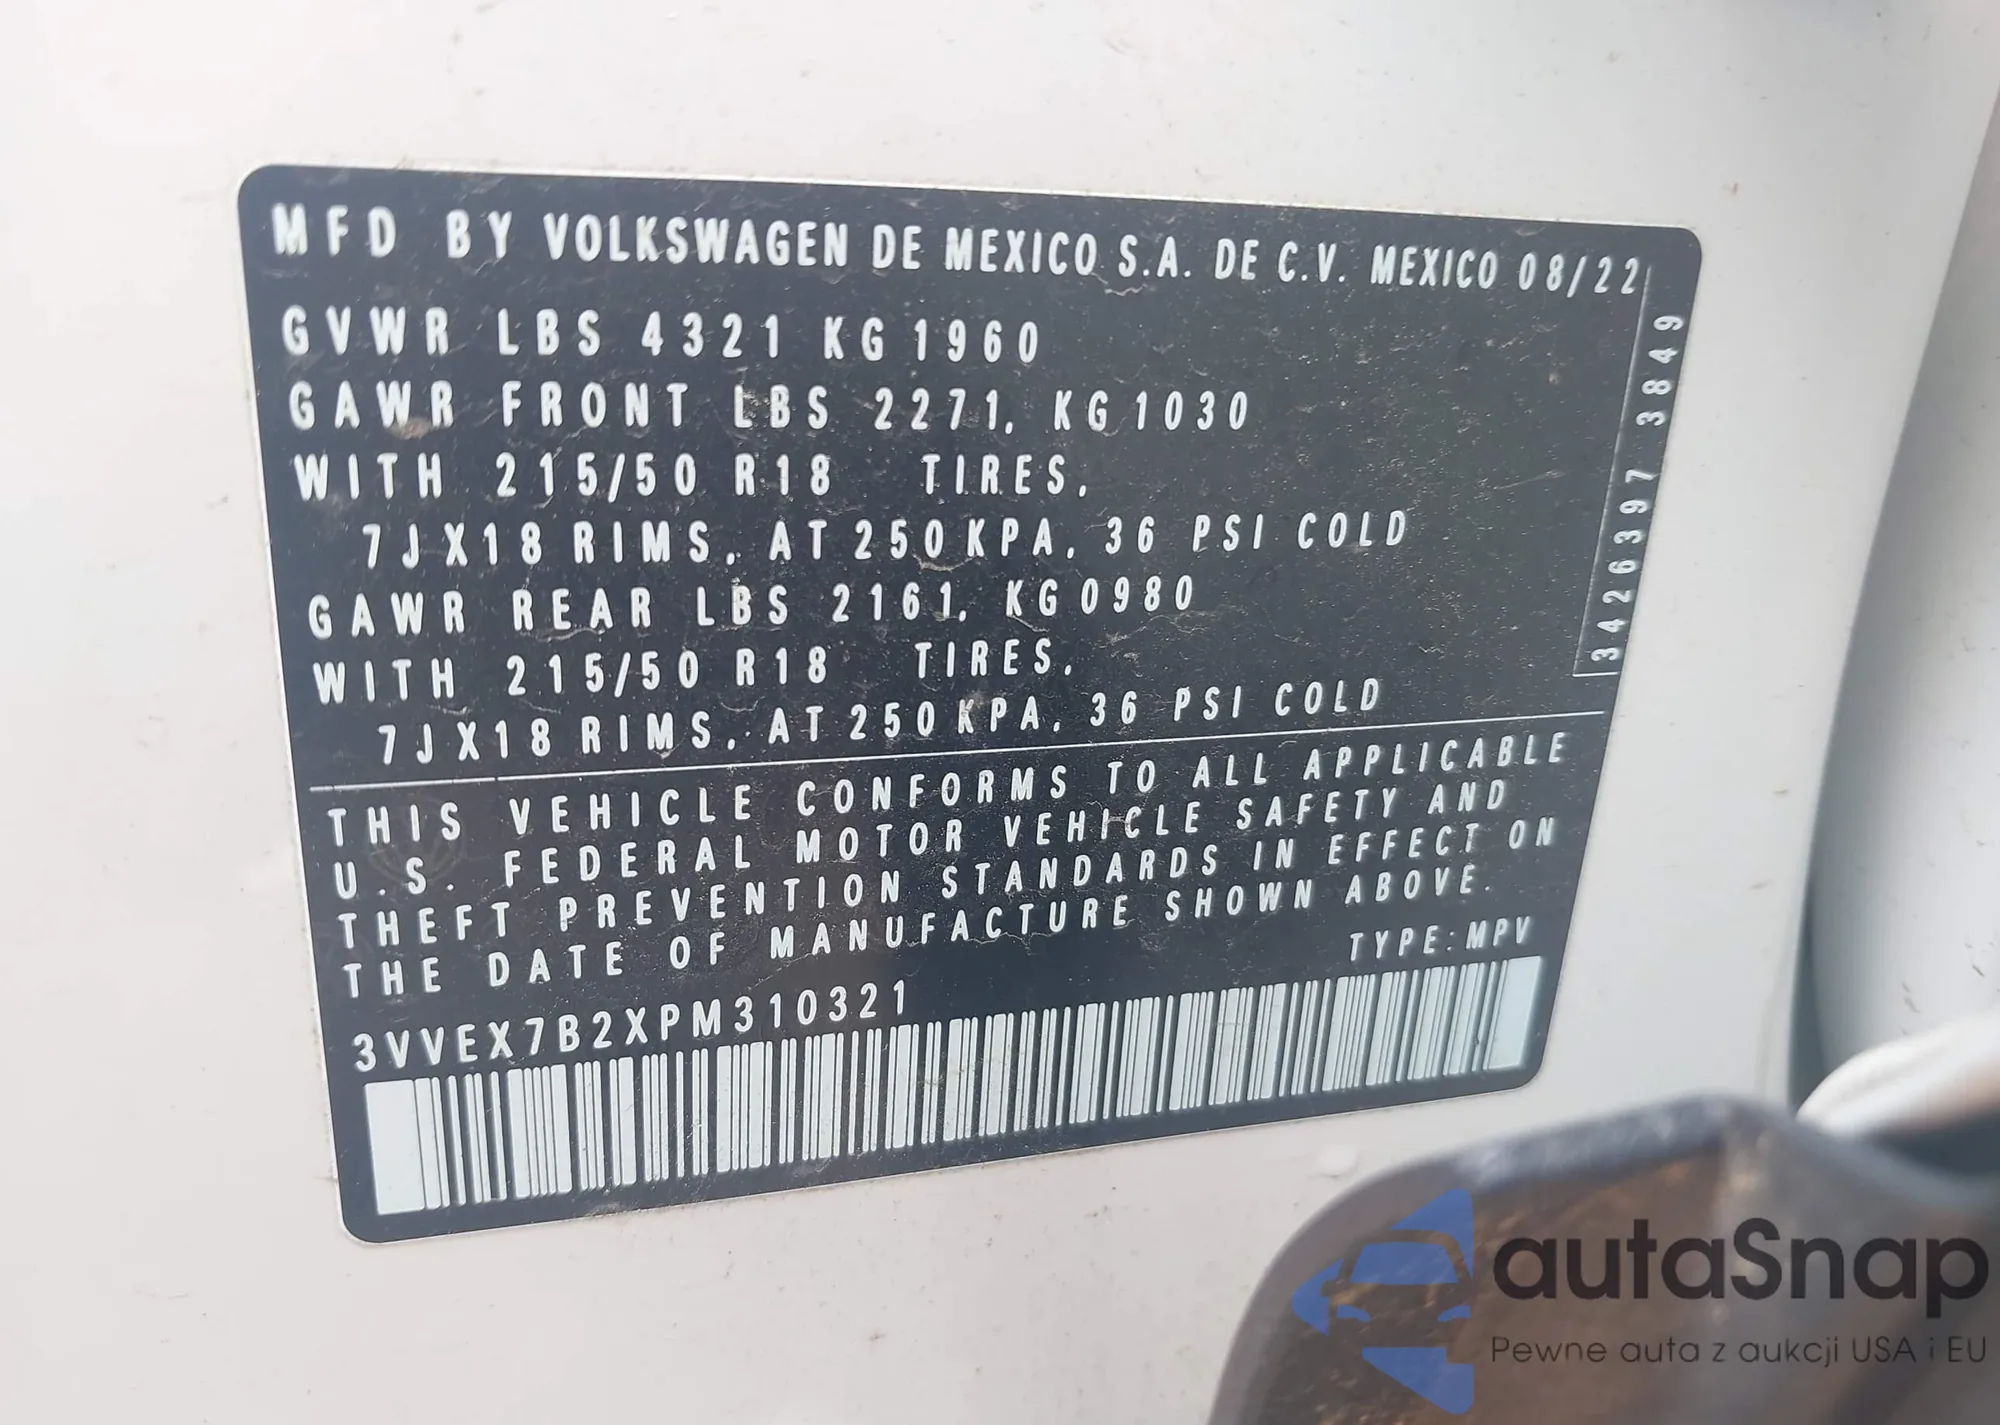 MFD BY VOLKSWAGEN DE MEXICO S.A. DE C.V. MEXICO 08/22
GVWR LBS 4321 KG 1960
GAWR FRONT LBS 2271, KG 1030
WITH 215/50 R18 TIRES,
7JX18 RIMS, AT 250 KPA, 36 PSI COLD
GAWR REAR LBS 2161, KG 0980
WITH 215/50 R18 TIRES,
7JX18 RIMS, AT 250 KPA, 36 PSI COLD
3426397 3849
THIS VEHICLE CONFORMS TO ALL APPLICABLE
U.S. FEDERAL MOTOR VEHICLE SAFETY AND
THEFT PREVENTION STANDARDS IN EFFECT ON
THE DATE OF MANUFACTURE SHOWN ABOVE.
TYPE: MPV
3VVEX7B2XPM310321
autaSnap
Pewne auta z aukcji USA i EU